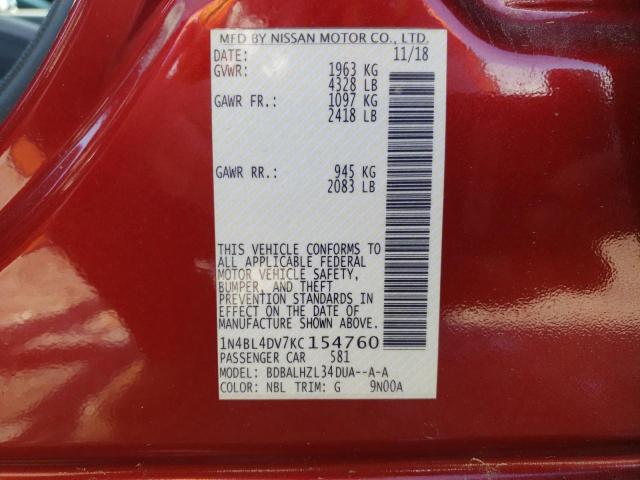 MFD BY NISSAN MOTOR CO., LTD.
DATE: 11/18
GVWR: 1963 KG
4328 LB
GAWR FR.: 1097 KG
2418 LB
GAWR RR.: 945 KG
2083 LB
THIS VEHICLE CONFORMS TO
ALL APPLICABLE FEDERAL
MOTOR VEHICLE SAFETY,
BUMPER, AND THEFT
PREVENTION STANDARDS IN
EFFECT ON THE DATE OF
MANUFACTURE SHOWN ABOVE.
1N4BL4DV7KC154760
PASSENGER CAR 581
MODEL: BDBALHZL34DUA--A-A
COLOR: NBL TRIM: G 9N00A